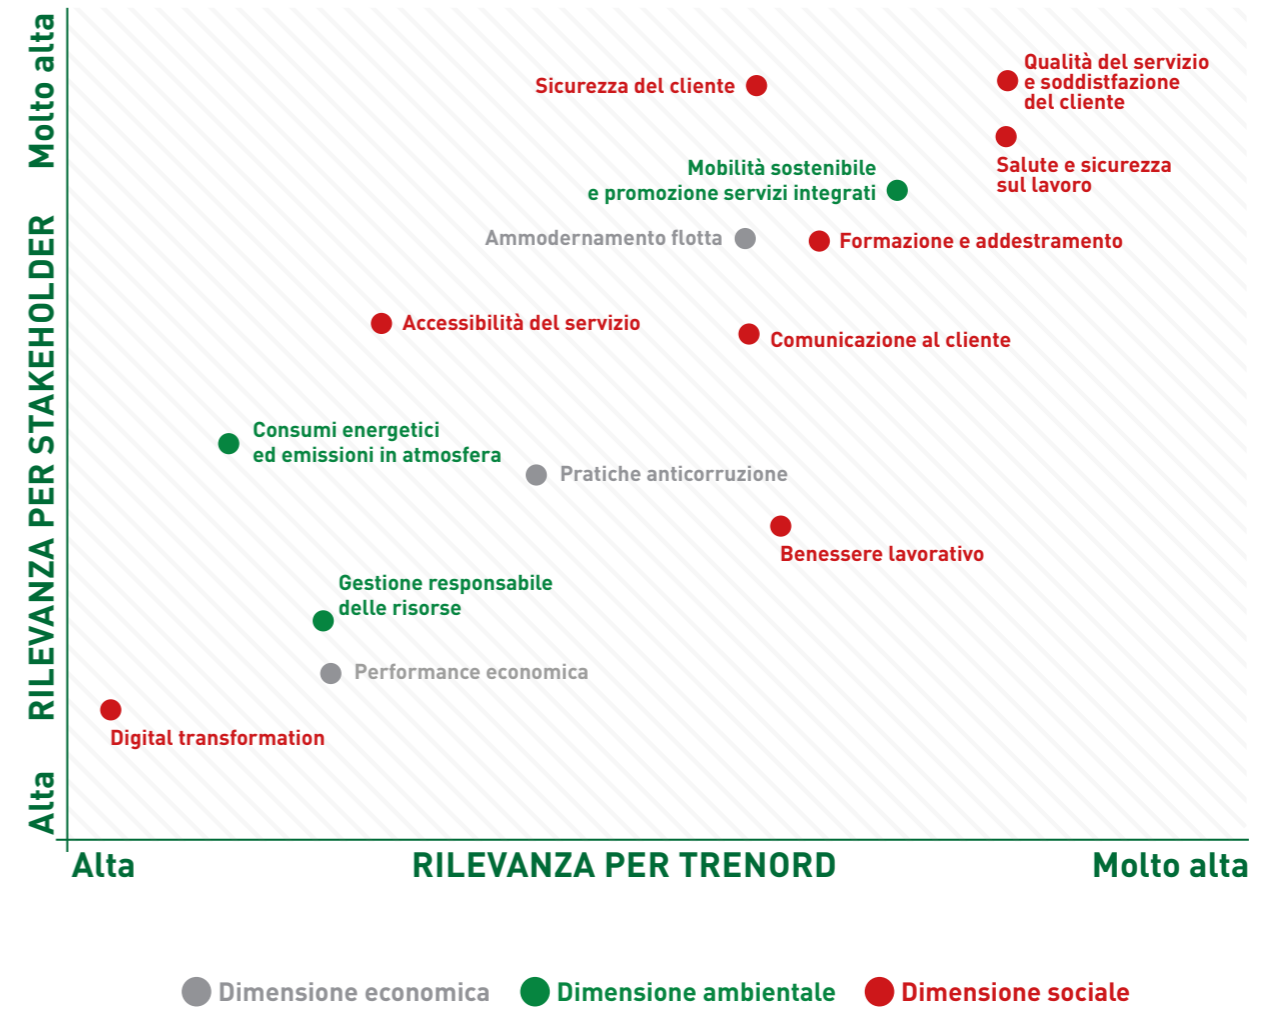 Molto alta
RILEVANZA PER STAKEHOLDER
Alta
Sicurezza del cliente
Qualità del servizio
e soddistfazione
del cliente
Salute e sicurezza
sul lavoro
Mobilità sostenibile
e promozione servizi integrati
Ammodernamento flotta
Formazione e addestramento
Accessibilità del servizio
Comunicazione al cliente
Consumi energetici
ed emissioni in atmosfera
Pratiche anticorruzione
Benessere lavorativo
Gestione responsabile
delle risorse
Performance economica
Digital transformation
Alta
RILEVANZA PER TRENORD
Molto alta
Dimensione economica
Dimensione ambientale
Dimensione sociale